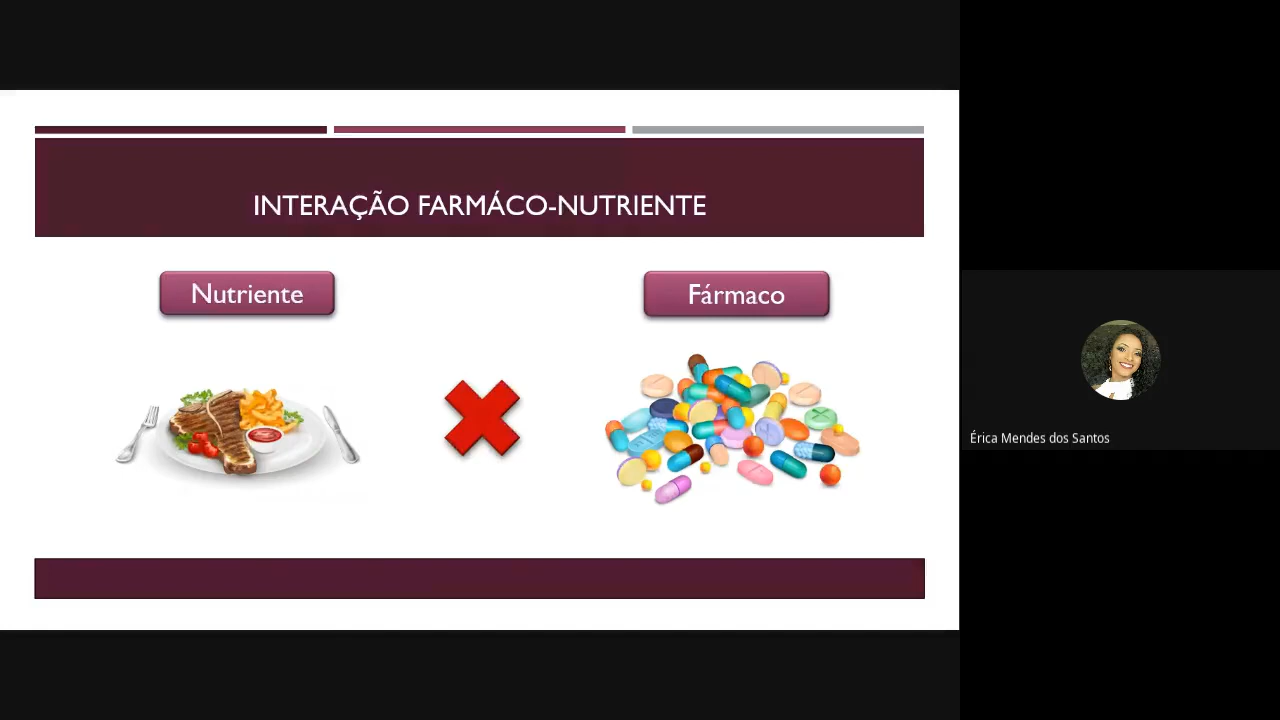 INTERAÇÃO FARMÁCO-NUTRIENTE
Nutriente
Fármaco
Érica Mendes dos Santos